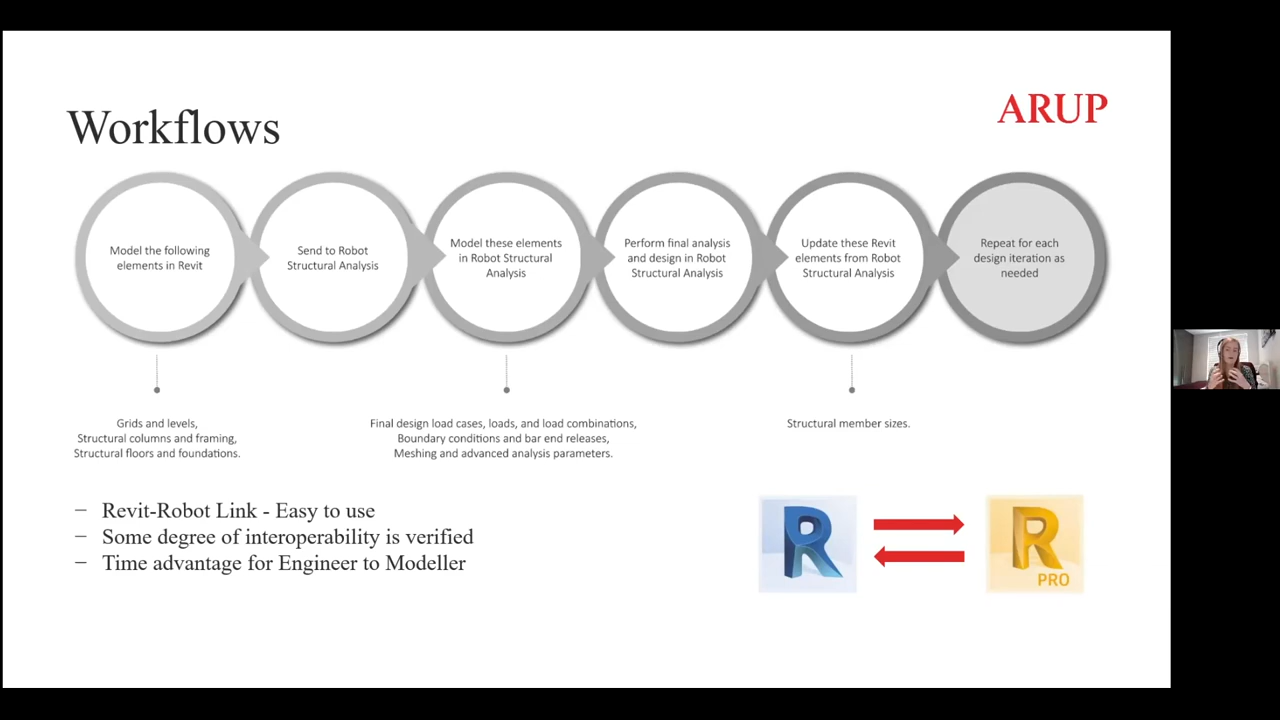 ARUP
Workflows
Model the following
elements in Revit
Send to Robot
Structural Analysis
Model these elements
in Robot Structural
Analysis
Perform final analysis
and design in Robot
Structural Analysis
Update these Revit
elements from Robot
Structural Analysis
Repeat for each
design iteration as
needed
Grids and levels,
Structural columns and framing,
Structural floors and foundations.
Final design load cases, loads, and load combinations,
Boundary conditions and bar end releases,
Meshing and advanced analysis parameters.
Structural member sizes.
− Revit-Robot Link - Easy to use
− Some degree of interoperability is verified
− Time advantage for Engineer to Modeller
R
R
PRO